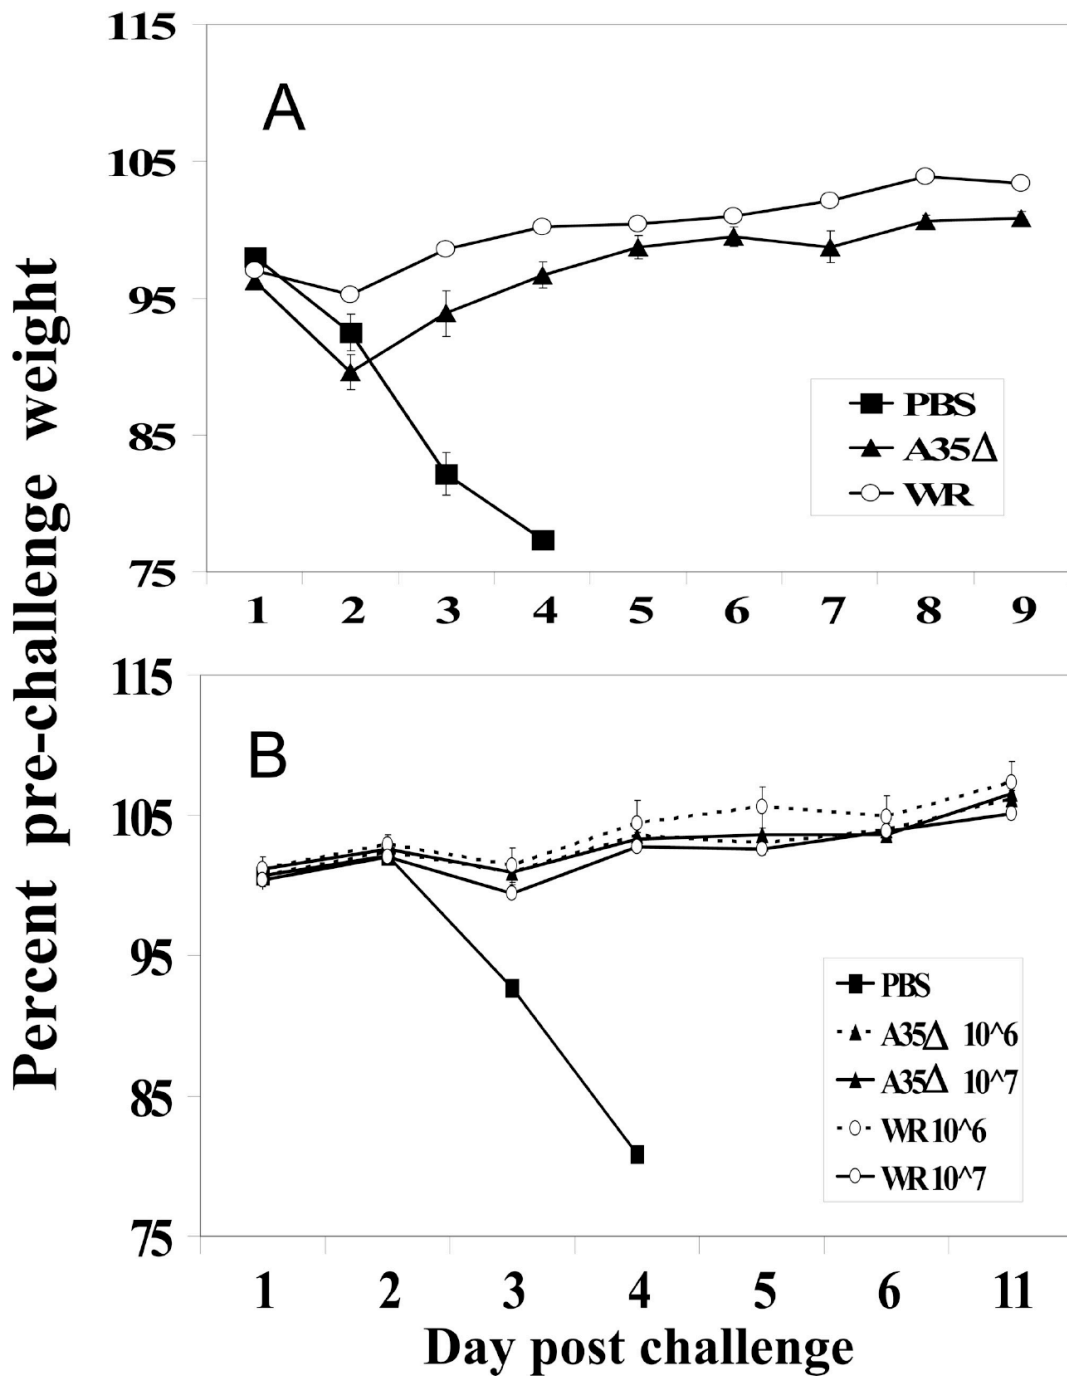 Percent pre-challenge weight
A
115
105
95
85
75
PBS
A35Δ
WR
1 2 3 4 5 6 7 8 9
B
115
105
95
85
75
PBS
A35Δ 10^6
A35Δ 10^7
WR 10^6
WR 10^7
1 2 3 4 5 6 11
Day post challenge